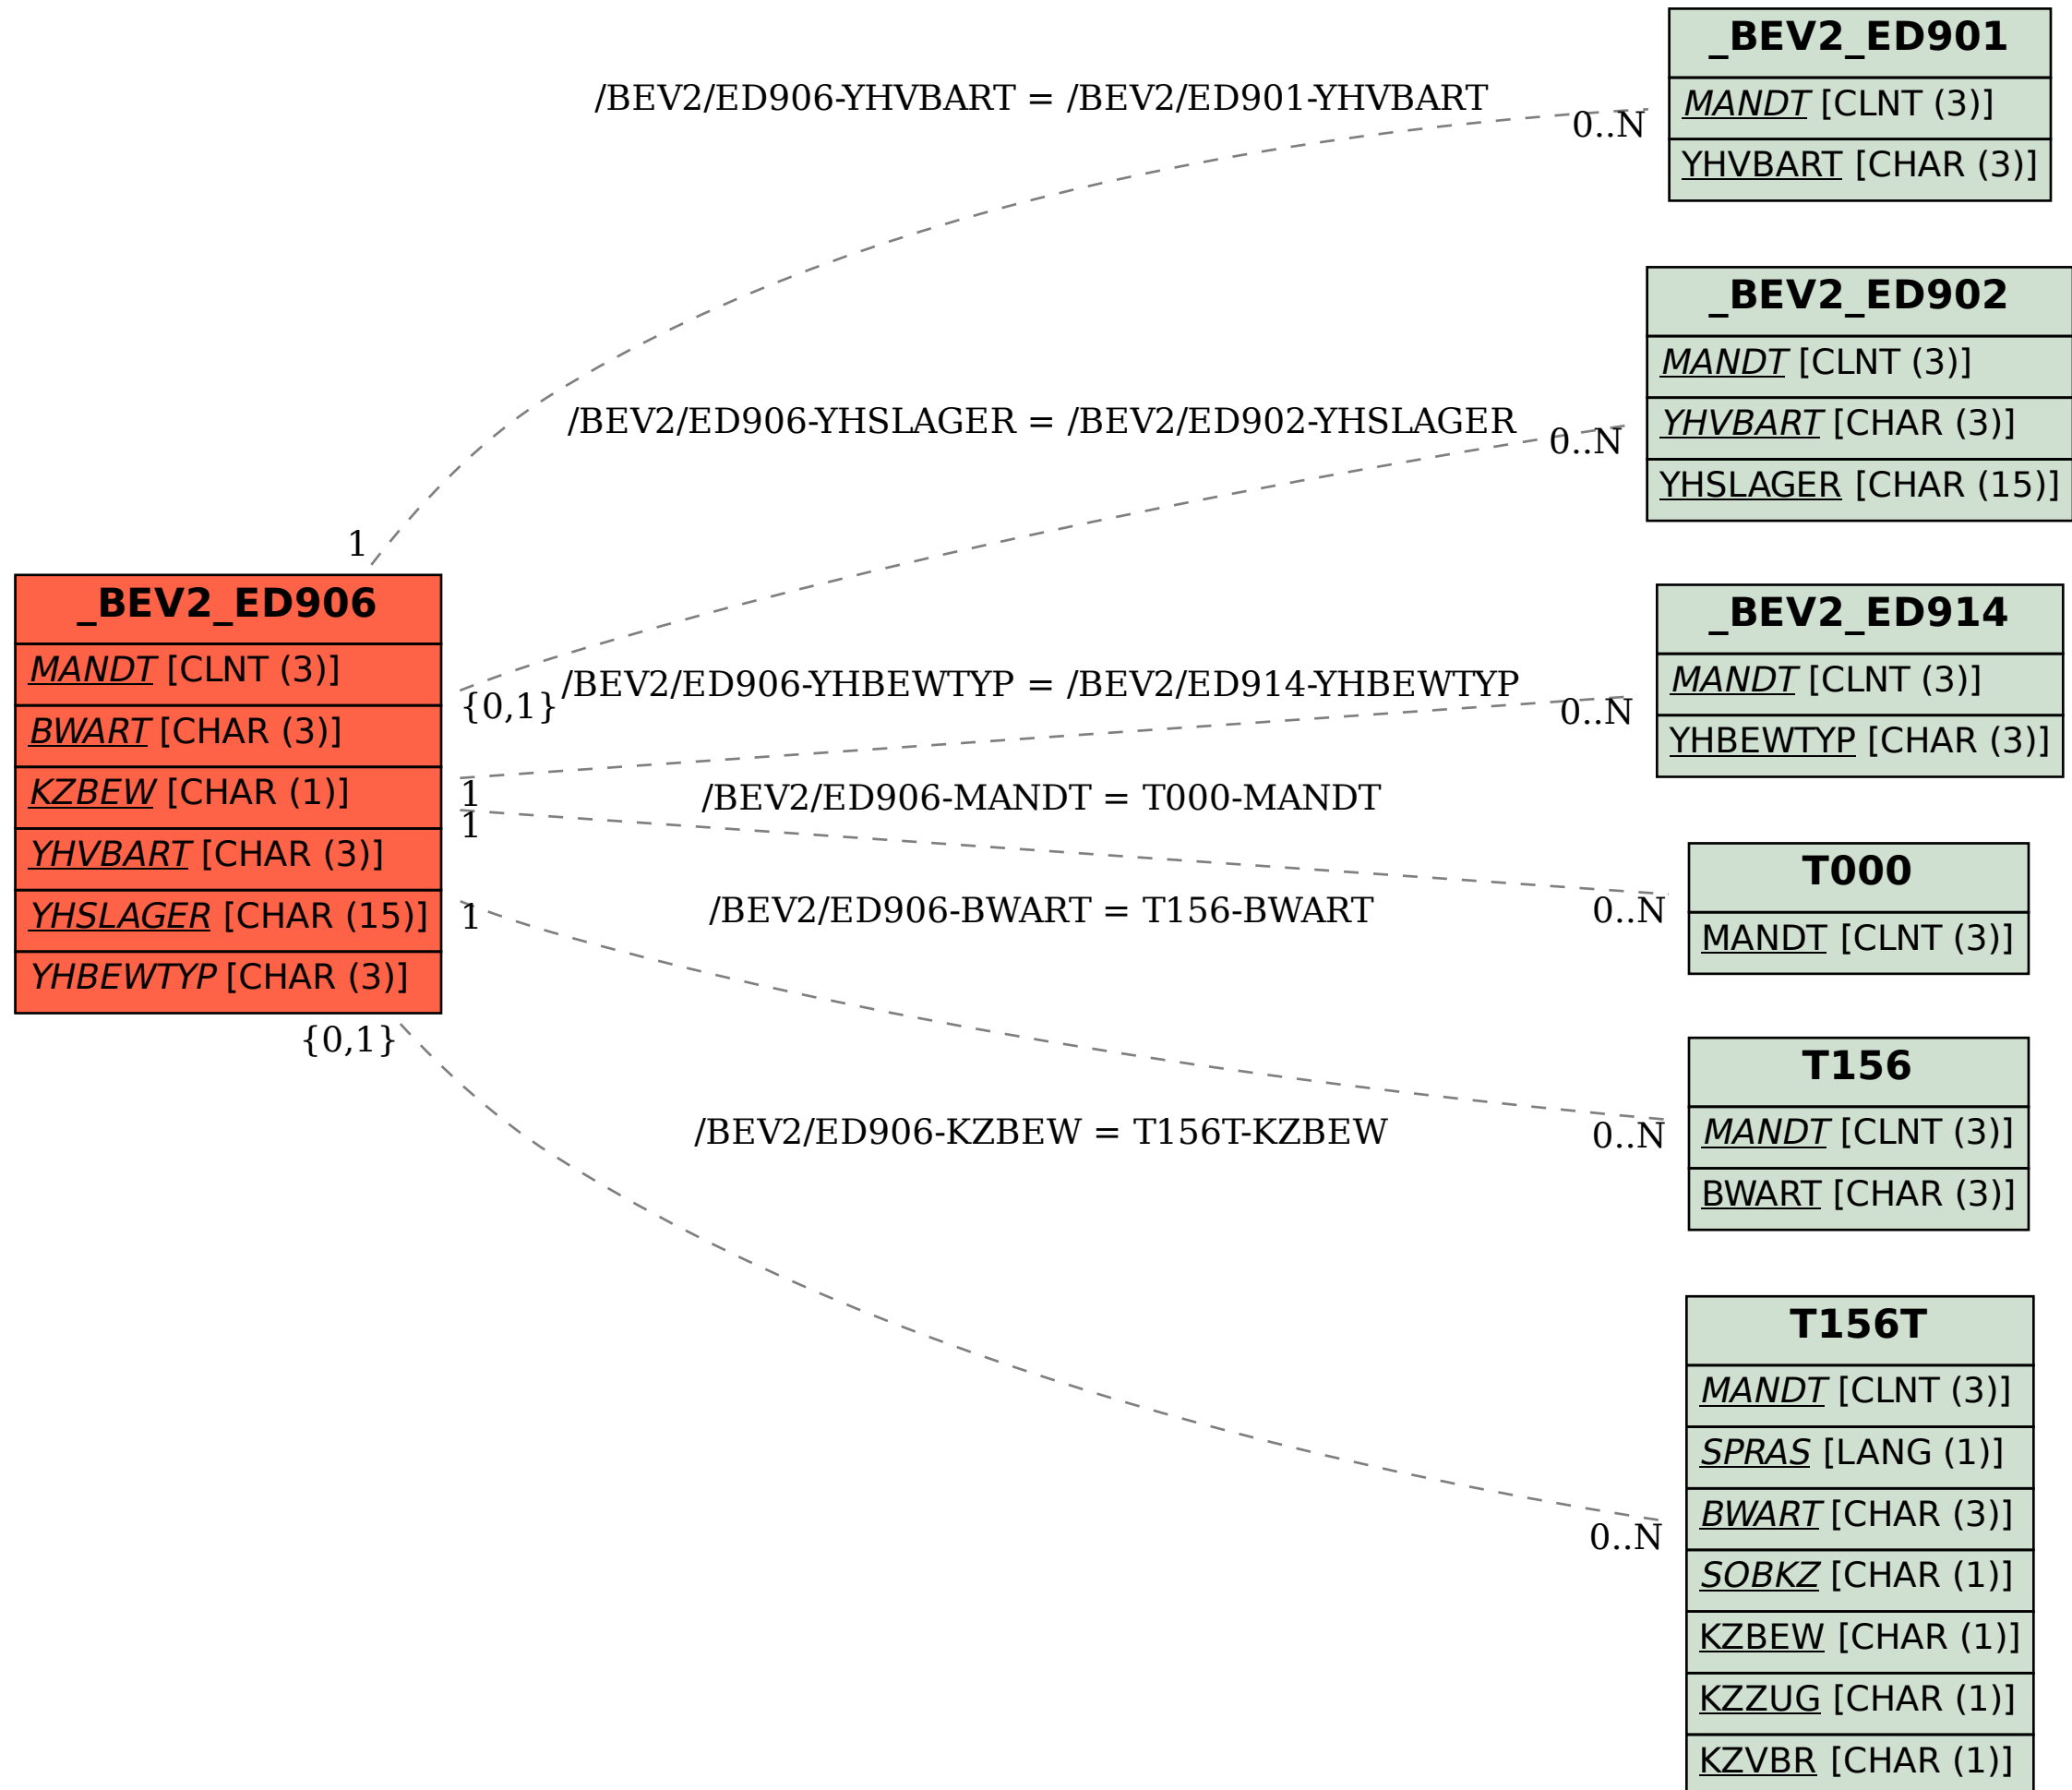 _BEV2_ED901
MANDT [CLNT (3)]
YHVBART [CHAR (3)]
/BEV2/ED906-YHVBART = /BEV2/ED901-YHVBART
0..N
1
_BEV2_ED902
MANDT [CLNT (3)]
YHVBART [CHAR (3)]
YHSLAGER [CHAR (15)]
/BEV2/ED906-YHSLAGER = /BEV2/ED902-YHSLAGER
0..N
{0,1}
_BEV2_ED906
MANDT [CLNT (3)]
BWART [CHAR (3)]
KZBEW [CHAR (1)]
YHVBART [CHAR (3)]
YHSLAGER [CHAR (15)]
YHBEWTYP [CHAR (3)]
_BEV2_ED914
MANDT [CLNT (3)]
YHBEWTYP [CHAR (3)]
/BEV2/ED906-YHBEWTYP = /BEV2/ED914-YHBEWTYP
0..N
1
/BEV2/ED906-MANDT = T000-MANDT
1
0..N
T000
MANDT [CLNT (3)]
/BEV2/ED906-BWART = T156-BWART
1
0..N
T156
MANDT [CLNT (3)]
BWART [CHAR (3)]
{0,1}
/BEV2/ED906-KZBEW = T156T-KZBEW
0..N
T156T
MANDT [CLNT (3)]
SPRAS [LANG (1)]
BWART [CHAR (3)]
SOBKZ [CHAR (1)]
KZBEW [CHAR (1)]
KZZUG [CHAR (1)]
KZVBR [CHAR (1)]